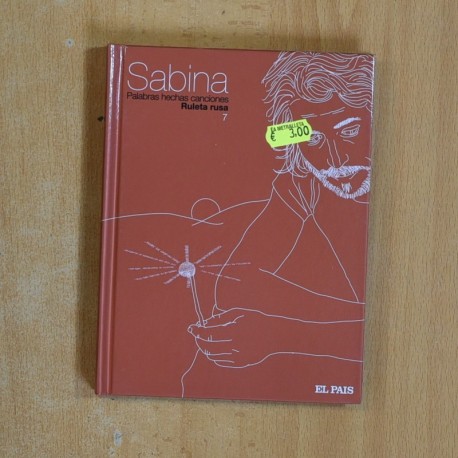 Sabina
Palabras hechas canciones
Ruleta rusa
7
LA METRALLETA
€ 3,00
EL PAIS